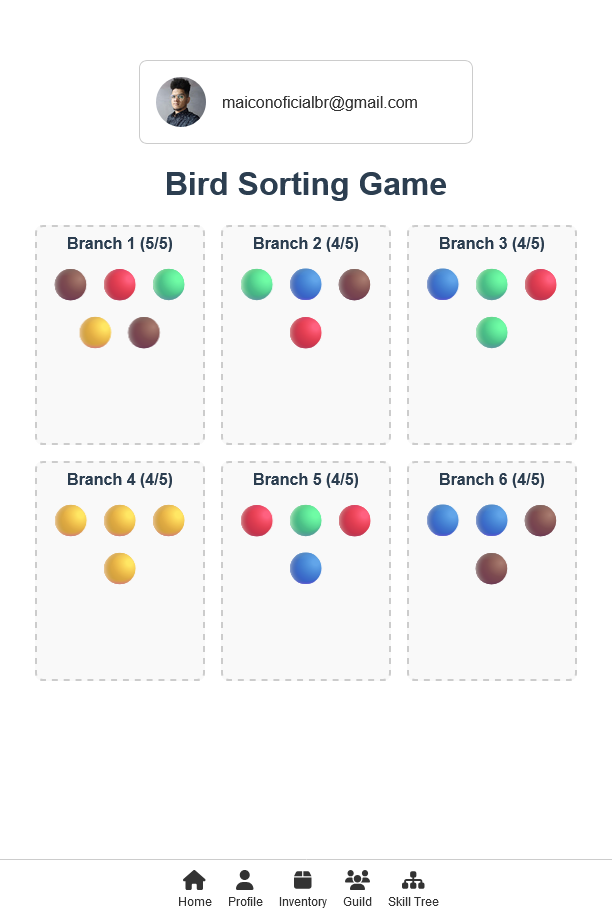 maiconoficialbr@gmail.com
Bird Sorting Game
Branch 1 (5/5)
Branch 2 (4/5)
Branch 3 (4/5)
Branch 4 (4/5)
Branch 5 (4/5)
Branch 6 (4/5)
Home
Profile
Inventory
Guild
Skill Tree